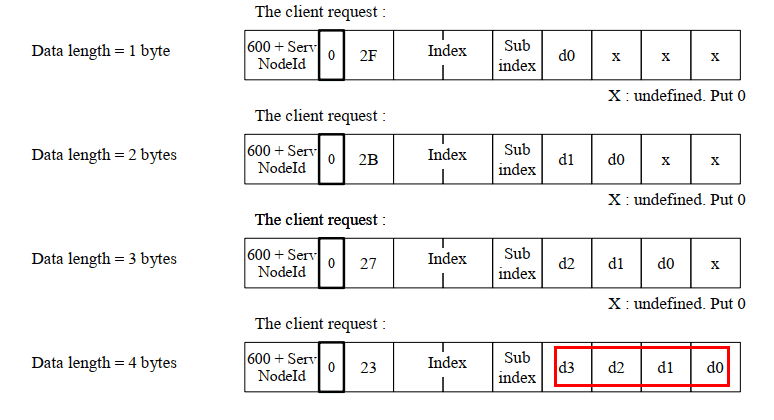 The client request :
Data length = 1 byte
600 + Serv NodeId 0 2F Index Sub index d0 x x x
X : undefined. Put 0
The client request :
Data length = 2 bytes
600 + Serv NodeId 0 2B Index Sub index d1 d0 x x
X : undefined. Put 0
The client request :
Data length = 3 bytes
600 + Serv NodeId 0 27 Index Sub index d2 d1 d0 x
X : undefined. Put 0
The client request :
Data length = 4 bytes
600 + Serv NodeId 0 23 Index Sub index d3 d2 d1 d0